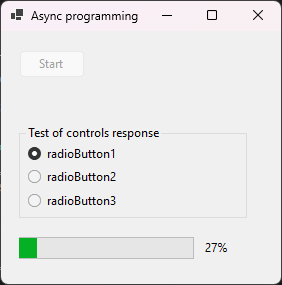 Async programming
Start
Test of controls response
radioButton1
radioButton2
radioButton3
27%